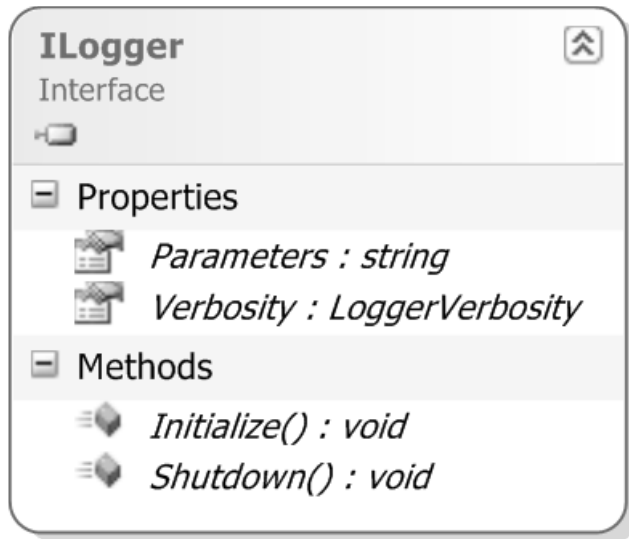 ILogger
Interface
Properties
Parameters : string
Verbosity : LoggerVerbosity
Methods
Initialize() : void
Shutdown() : void